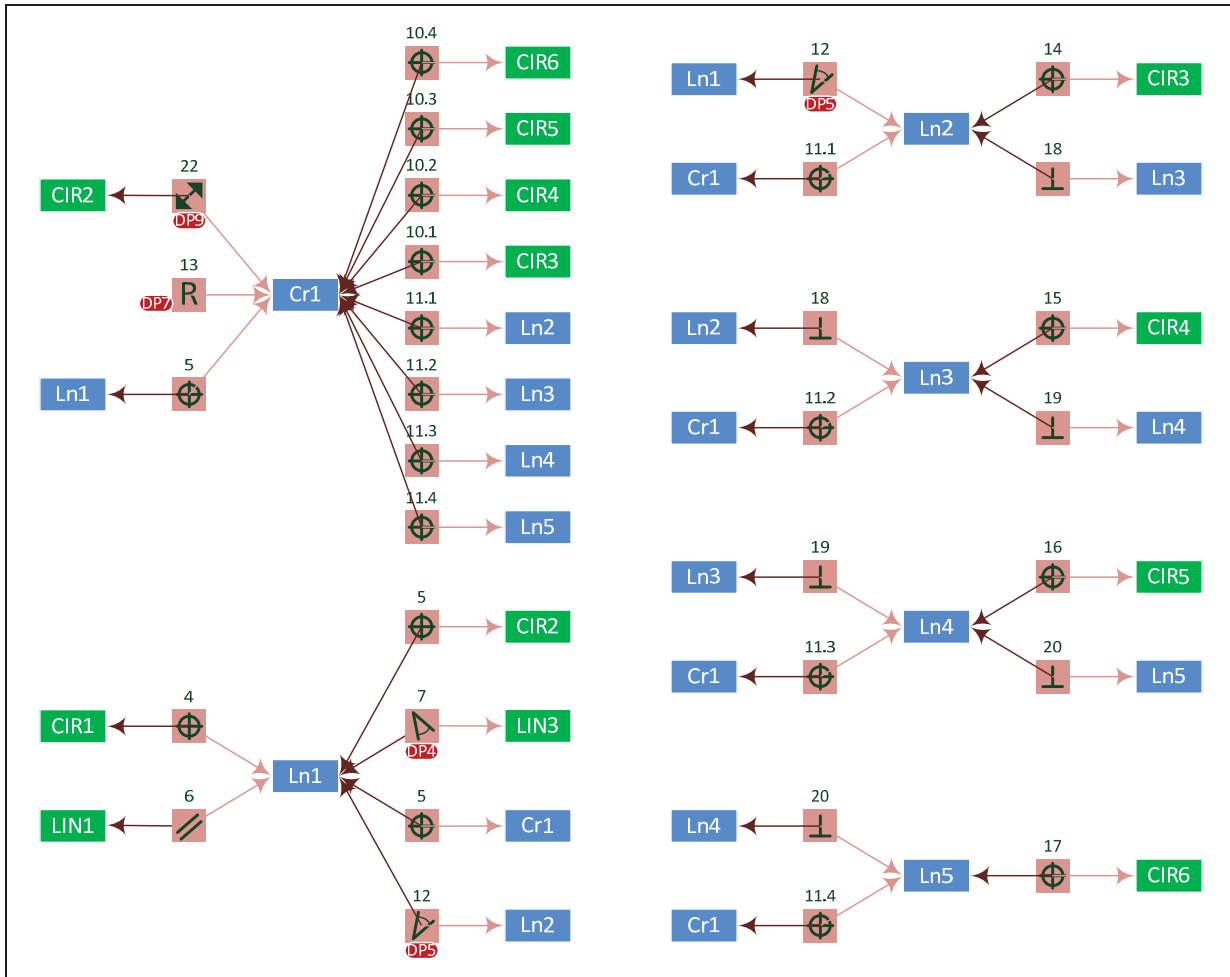 10.4
CIR6
10.3
CIR5
22
10.2
CIR2
CIR4
DP9
10.1
13
CIR3
R
DP7
Cr1
11.1
Ln2
5
11.2
Ln1
Ln3
11.3
Ln4
11.4
Ln5
5
CIR2
4
7
CIR1
LIN3
DP4
Ln1
6
5
LIN1
Cr1
12
Ln2
DP5
12
14
Ln1
CIR3
DP5
Ln2
11.1
18
Cr1
Ln3
18
15
Ln2
CIR4
Ln3
11.2
19
Cr1
Ln4
19
16
Ln3
CIR5
Ln4
11.3
20
Cr1
Ln5
20
Ln4
17
Ln5
CIR6
11.4
Cr1